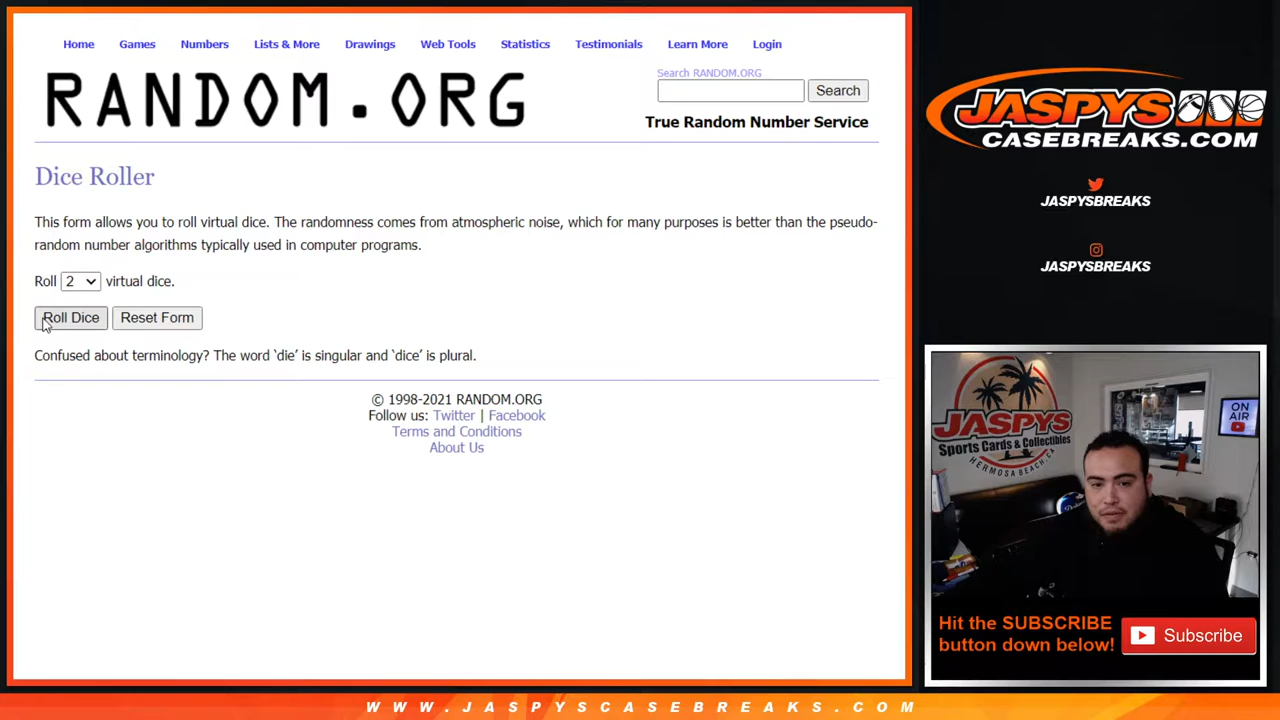 Home Games Numbers Lists & More Drawings Web Tools Statistics Testimonials Learn More Login
RANDOM.ORG
Search RANDOM.ORG
Search
True Random Number Service
Dice Roller
This form allows you to roll virtual dice. The randomness comes from atmospheric noise, which for many purposes is better than the pseudo-
random number algorithms typically used in computer programs.
Roll 2 virtual dice.
Roll Dice Reset Form
Confused about terminology? The word ‘die’ is singular and ‘dice’ is plural.
© 1998-2021 RANDOM.ORG
Follow us: Twitter | Facebook
Terms and Conditions
About Us
JASPYS
CASEBREAKS.COM
JASPYSBREAKS
JASPYSBREAKS
JASPYS
Sports Cards & Collectibles
HERMOSA BEACH, CA
ON
AIR
Hit the SUBSCRIBE
button down below!
Subscribe
WWW.JASPYSCASEBREAKS.COM